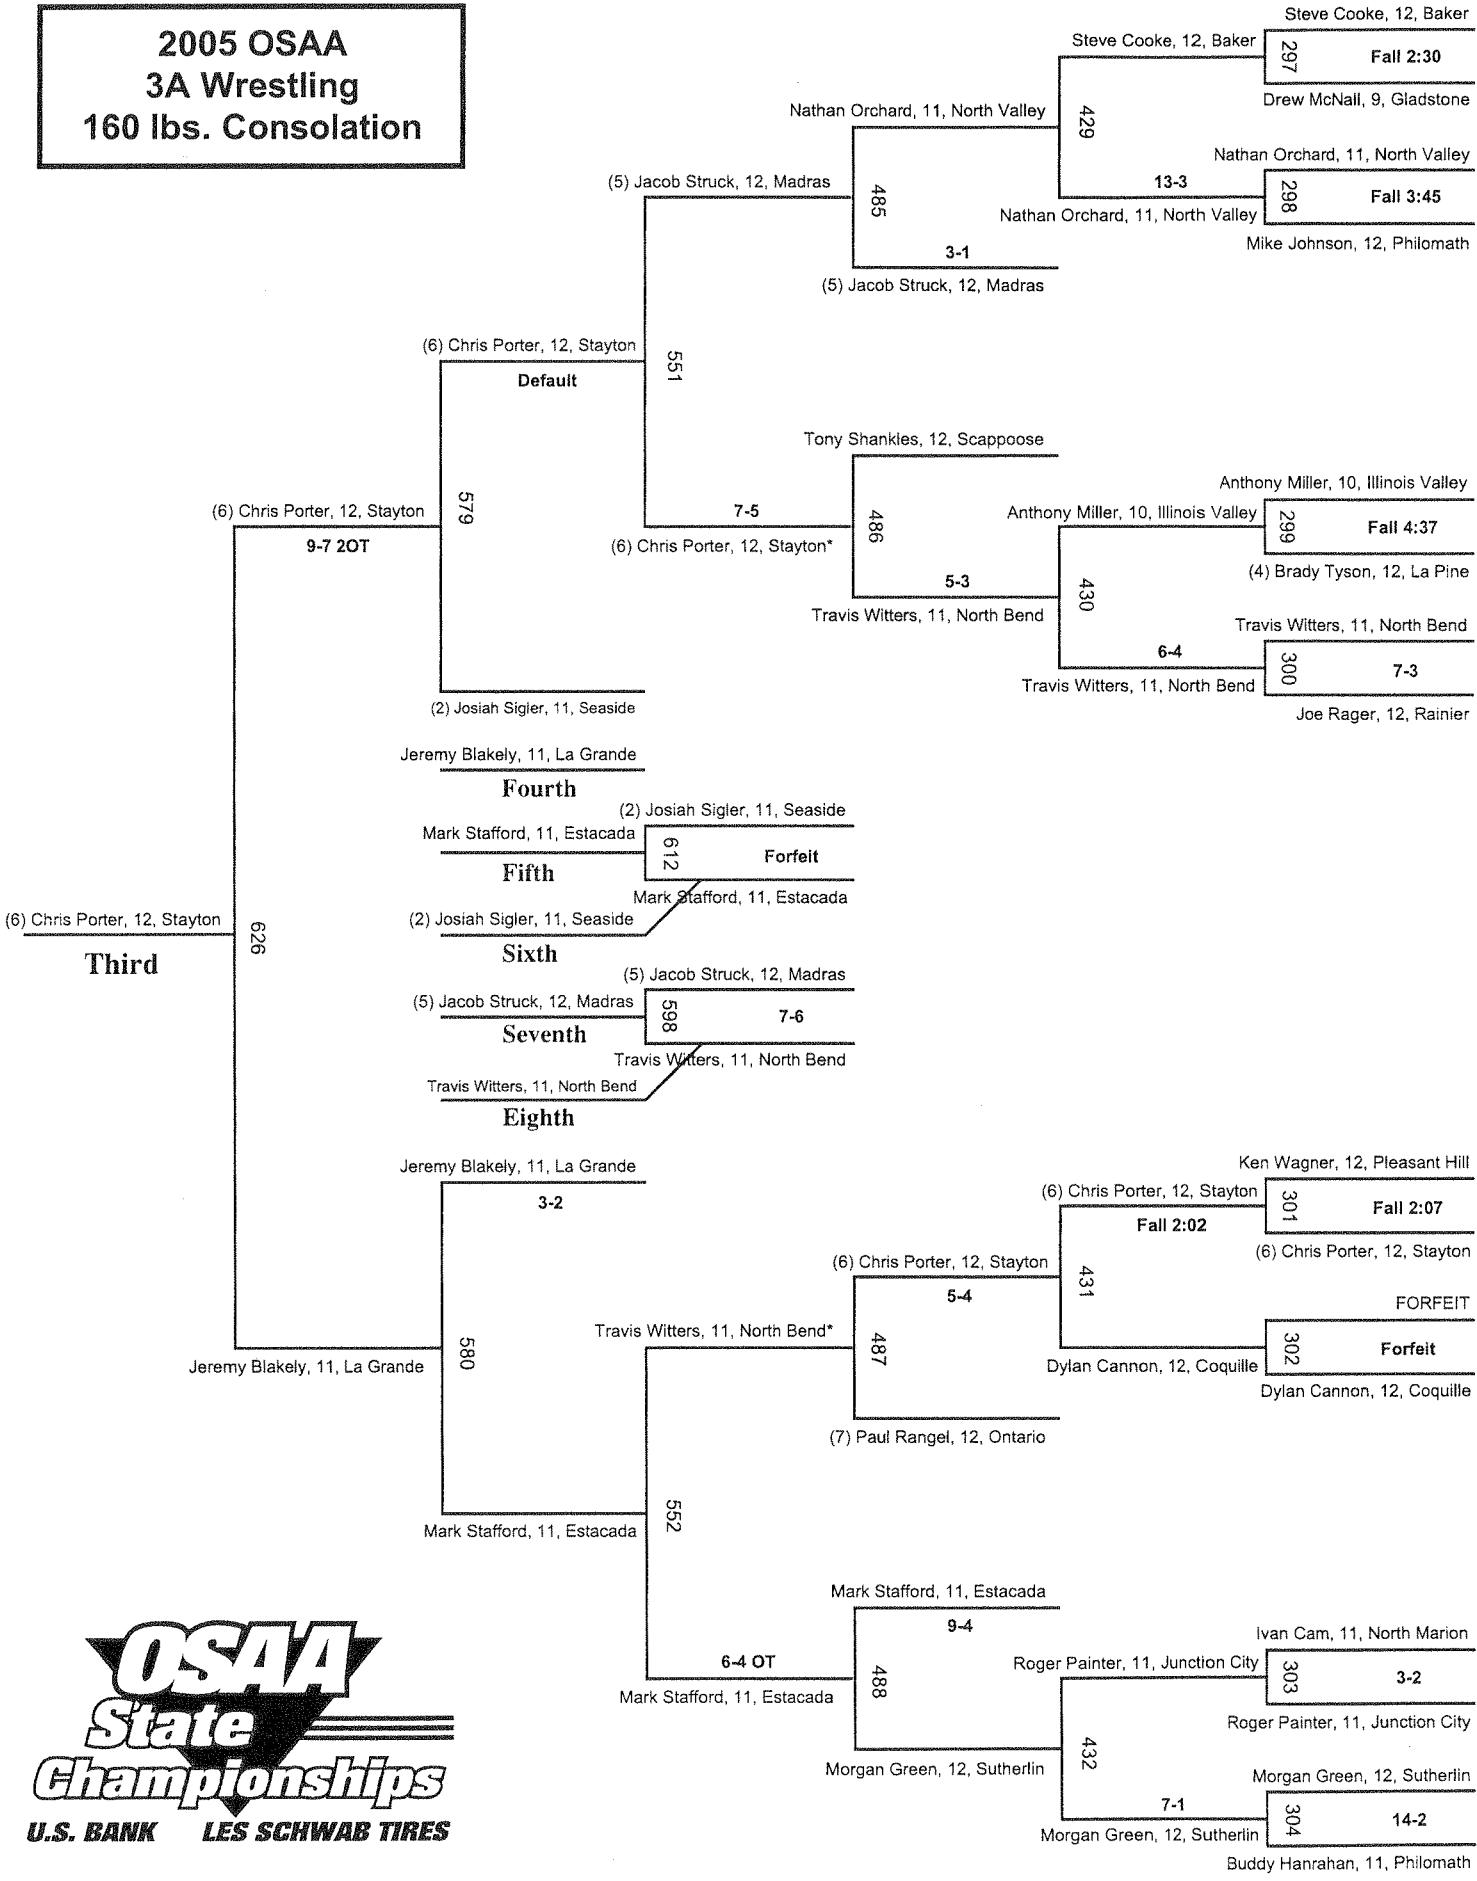 2005 OSAA
3A Wrestling
160 lbs. Consolation
Steve Cooke, 12, Baker
Steve Cooke, 12, Baker
297
Fall 2:30
Drew McNail, 9, Gladstone
Nathan Orchard, 11, North Valley
429
Nathan Orchard, 11, North Valley
13-3
298
Fall 3:45
Nathan Orchard, 11, North Valley
Mike Johnson, 12, Philomath
(5) Jacob Struck, 12, Madras
485
3-1
(5) Jacob Struck, 12, Madras
(6) Chris Porter, 12, Stayton
Default
551
Tony Shankles, 12, Scappoose
Anthony Miller, 10, Illinois Valley
Anthony Miller, 10, Illinois Valley
299
Fall 4:37
(4) Brady Tyson, 12, La Pine
7-5
(6) Chris Porter, 12, Stayton*
486
5-3
Travis Witters, 11, North Bend
430
Travis Witters, 11, North Bend
6-4
300
7-3
Travis Witters, 11, North Bend
Joe Rager, 12, Rainier
(6) Chris Porter, 12, Stayton
9-7 2OT
579
(2) Josiah Sigler, 11, Seaside
Jeremy Blakely, 11, La Grande
Fourth
(2) Josiah Sigler, 11, Seaside
Mark Stafford, 11, Estacada
612
Forfeit
Fifth
Mark Stafford, 11, Estacada
(2) Josiah Sigler, 11, Seaside
Sixth
(6) Chris Porter, 12, Stayton
Third
626
(5) Jacob Struck, 12, Madras
(5) Jacob Struck, 12, Madras
598
7-6
Seventh
Travis Witters, 11, North Bend
Travis Witters, 11, North Bend
Eighth
Jeremy Blakely, 11, La Grande
3-2
Ken Wagner, 12, Pleasant Hill
(6) Chris Porter, 12, Stayton
Fall 2:02
301
Fall 2:07
(6) Chris Porter, 12, Stayton
(6) Chris Porter, 12, Stayton
5-4
431
FORFEIT
302
Forfeit
Dylan Cannon, 12, Coquille
Dylan Cannon, 12, Coquille
Travis Witters, 11, North Bend*
487
(7) Paul Rangel, 12, Ontario
Jeremy Blakely, 11, La Grande
580
Mark Stafford, 11, Estacada
552
Mark Stafford, 11, Estacada
9-4
Ivan Cam, 11, North Marion
Roger Painter, 11, Junction City
303
3-2
Roger Painter, 11, Junction City
6-4 OT
Mark Stafford, 11, Estacada
488
Morgan Green, 12, Sutherlin
432
Morgan Green, 12, Sutherlin
7-1
304
14-2
Morgan Green, 12, Sutherlin
Buddy Hanrahan, 11, Philomath
OSAA
State
Championships
U.S. BANK LES SCHWAB TIRES